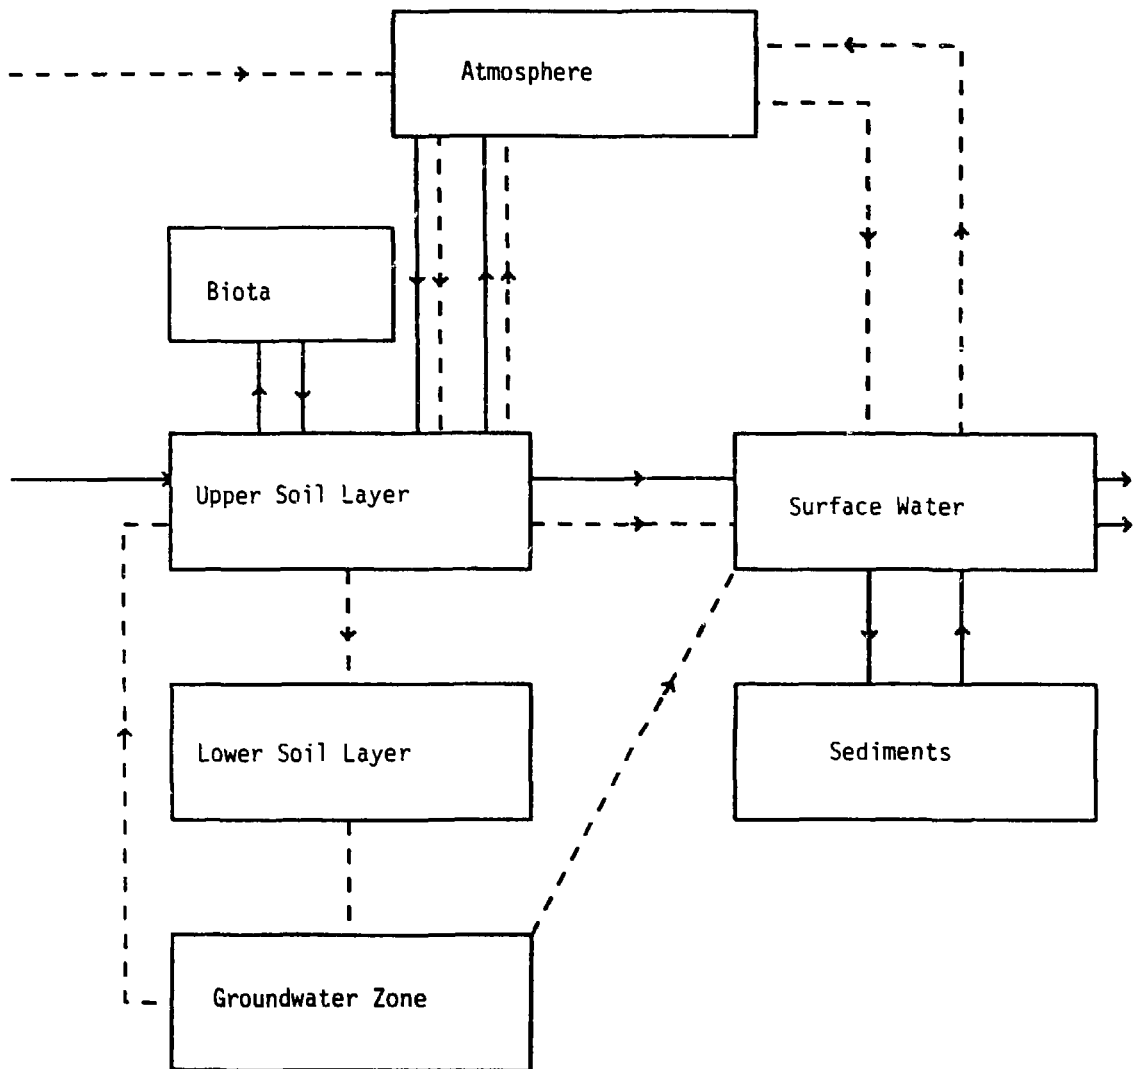 Atmosphere
Biota
Upper Soil Layer
Surface Water
Lower Soil Layer
Sediments
Groundwater Zone